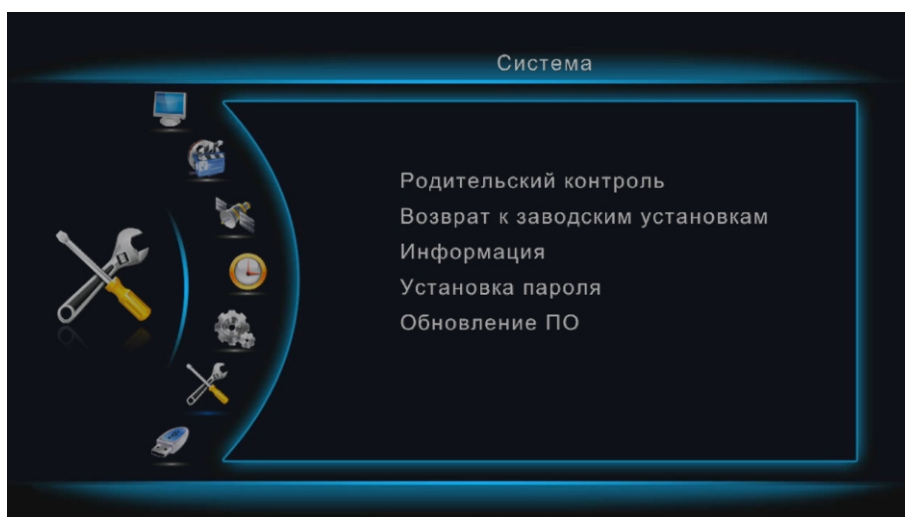 Система
Родительский контроль
Возврат к заводским установкам
Информация
Установка пароля
Обновление ПО